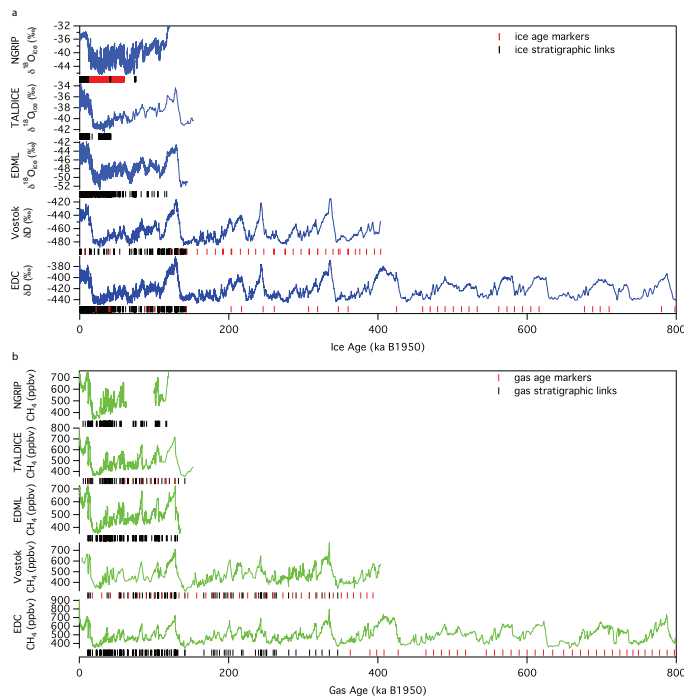 a
ice age markers
ice stratigraphic links
NGRIP
δ18Oice (‰)
-32
-36
-40
-44
TALDICE
δ18Oice (‰)
-34
-36
-38
-40
-42
EDML
δ18Oice (‰)
-42
-44
-46
-48
-50
-52
Vostok
δD (‰)
-420
-440
-460
-480
EDC
δD (‰)
-380
-400
-420
-440
0
200
400
600
800
Ice Age (ka B1950)
b
gas age markers
gas stratigraphic links
NGRIP
CH4 (ppbv)
700
600
500
400
TALDICE
CH4 (ppbv)
800
700
600
500
400
EDML
CH4 (ppbv)
700
600
500
400
Vostok
CH4 (ppbv)
700
600
500
400
EDC
CH4 (ppbv)
900
800
700
600
500
400
0
200
400
600
800
Gas Age (ka B1950)